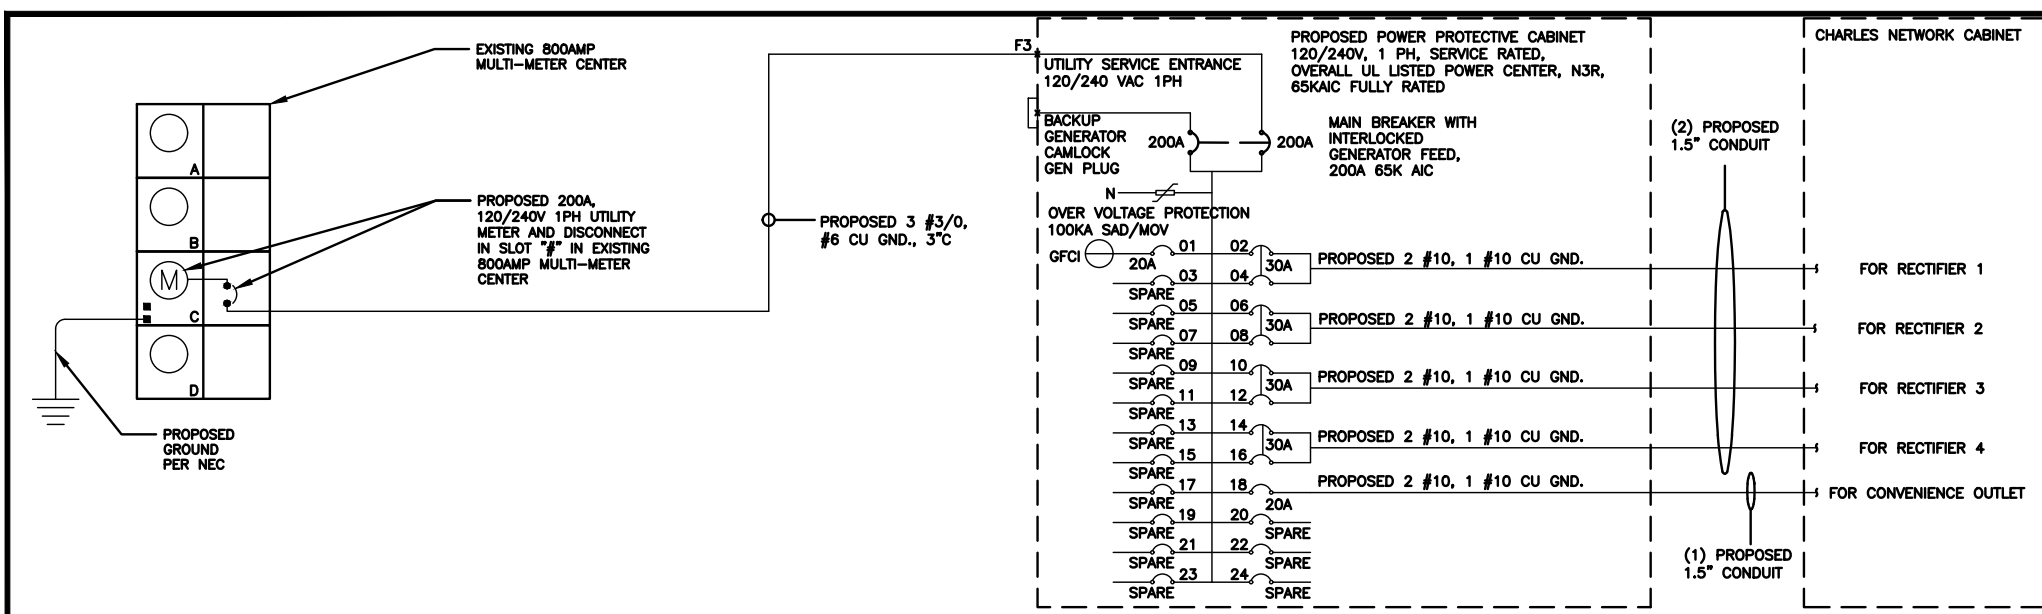 EXISTING 800AMP
MULTI-METER CENTER
A
B
M
C
D
PROPOSED 200A,
120/240V 1PH UTILITY
METER AND DISCONNECT
IN SLOT "#" IN EXISTING
800AMP MULTI-METER
CENTER
PROPOSED
GROUND
PER NEC
PROPOSED 3 #3/0,
#6 CU GND., 3"C
F3
UTILITY SERVICE ENTRANCE
120/240 VAC 1PH
PROPOSED POWER PROTECTIVE CABINET
120/240V, 1 PH, SERVICE RATED,
OVERALL UL LISTED POWER CENTER, N3R,
65KAIC FULLY RATED
BACKUP
GENERATOR
CAMLOCK
GEN PLUG
200A
200A
MAIN BREAKER WITH
INTERLOCKED
GENERATOR FEED,
200A 65K AIC
N
OVER VOLTAGE PROTECTION
100KA SAD/MOV
GFCI
20A
01
02
30A
PROPOSED 2 #10, 1 #10 CU GND.
03
04
SPARE
05
06
30A
PROPOSED 2 #10, 1 #10 CU GND.
SPARE
07
08
SPARE
09
10
30A
PROPOSED 2 #10, 1 #10 CU GND.
SPARE
11
12
SPARE
13
14
30A
PROPOSED 2 #10, 1 #10 CU GND.
SPARE
15
16
SPARE
17
18
20A
PROPOSED 2 #10, 1 #10 CU GND.
SPARE
19
20
SPARE
SPARE
21
22
SPARE
SPARE
23
24
SPARE
SPARE
(2) PROPOSED
1.5" CONDUIT
(1) PROPOSED
1.5" CONDUIT
CHARLES NETWORK CABINET
FOR RECTIFIER 1
FOR RECTIFIER 2
FOR RECTIFIER 3
FOR RECTIFIER 4
FOR CONVENIENCE OUTLET